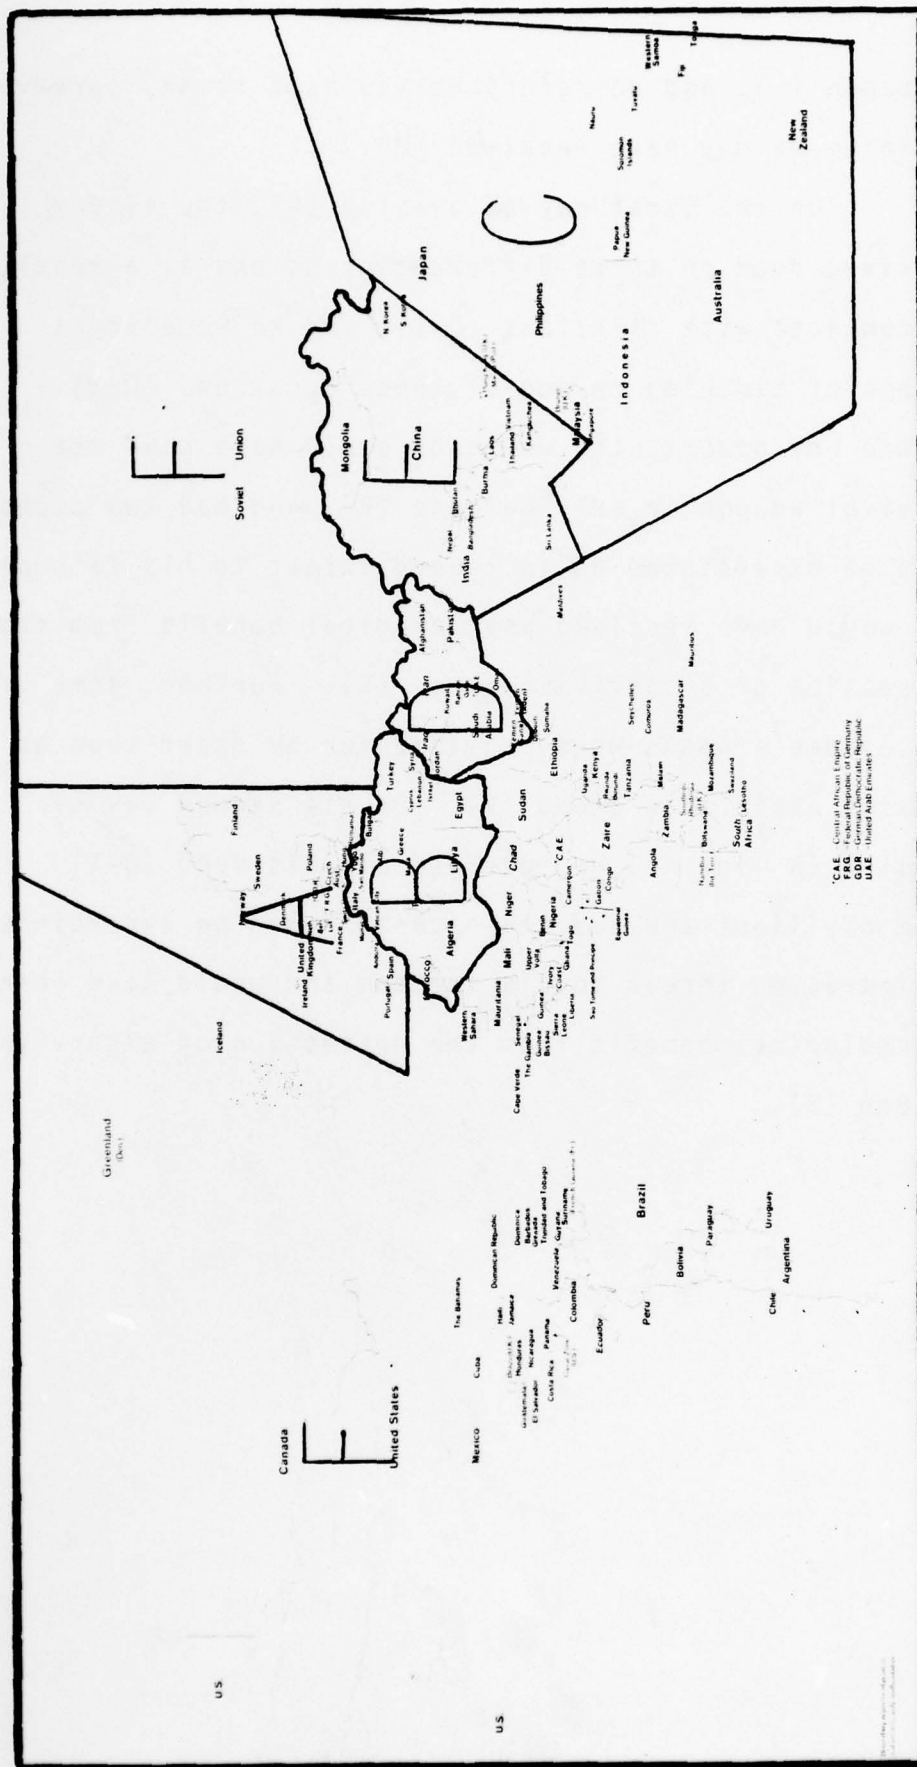 Greenland
(Den.)
Iceland
Norway
Sweden
Finland
Denmark
United
Kingdom
Ireland
Poland
France
Portugal
Spain
Italy
Greece
Turkey
A
B
C
D
E
E
E
Soviet Union
Mongolia
China
N. Korea
S. Korea
Japan
Canada
United States
U.S.
U.S.
Mexico
Cuba
The Bahamas
Haiti
Dominican Republic
Jamaica
Honduras
Guatemala
El Salvador
Nicaragua
Costa Rica
Panama
Dominica
Barbados
Grenada
Trinidad and Tobago
Venezuela
Guyana
Suriname
Colombia
Ecuador
Peru
Brazil
Bolivia
Paraguay
Chile
Argentina
Uruguay
Algeria
Libya
Egypt
Cyprus
Lebanon
Israel
Syria
Jordan
Iraq
Iran
Kuwait
Saudi
Arabia
Afghanistan
Pakistan
India
Nepal
Bhutan
Bangladesh
Burma
Laos
Thailand
Vietnam
Kampuchea
Sri Lanka
Maldives
Malaysia
Singapore
Philippines
Indonesia
Papua
New Guinea
Solomon
Islands
Nauru
Tuvalu
Western
Samoa
Fiji
Tonga
Australia
New
Zealand
Western
Sahara
Mauritania
Mali
Niger
Chad
Sudan
Ethiopia
Somalia
Cape Verde
Senegal
The Gambia
Guinea
Bissau
Guinea
Sierra
Leone
Liberia
Ivory
Coast
Upper
Volta
Ghana
Togo
Benin
Nigeria
Cameroon
*CAE
Sao Tome and Principe
Equatorial
Guinea
Gabon
Congo
Zaire
Uganda
Kenya
Rwanda
Burundi
Tanzania
Seychelles
Comoros
Angola
Zambia
Malawi
Mozambique
Madagascar
Mauritius
Botswana
South
Africa
Swaziland
Lesotho
*CAE - Central African Empire
FRG - Federal Republic of Germany
GDR - German Democratic Republic
UAE - United Arab Emirates